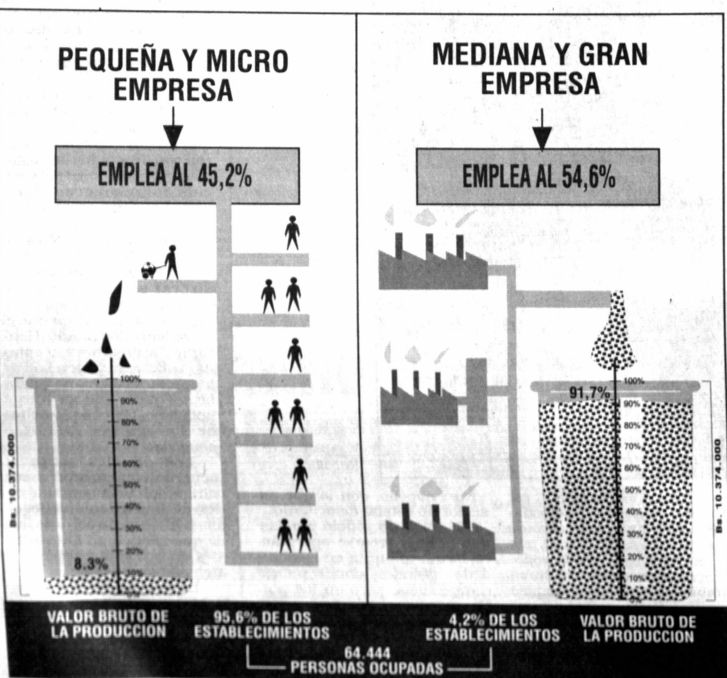 PEQUEÑA Y MICRO
EMPRESA
EMPLEA AL 45,2%
100%
90%
80%
70%
60%
50%
40%
30%
20%
10%
0%
8.3%
Bs. 10.374.000
VALOR BRUTO DE
LA PRODUCCION
95.6% DE LOS
ESTABLECIMIENTOS
MEDIANA Y GRAN
EMPRESA
EMPLEA AL 54,6%
91,7%
100%
90%
80%
70%
60%
50%
40%
30%
20%
10%
0%
4,2% DE LOS
ESTABLECIMIENTOS
VALOR BRUTO DE
LA PRODUCCION
64.444
PERSONAS OCUPADAS